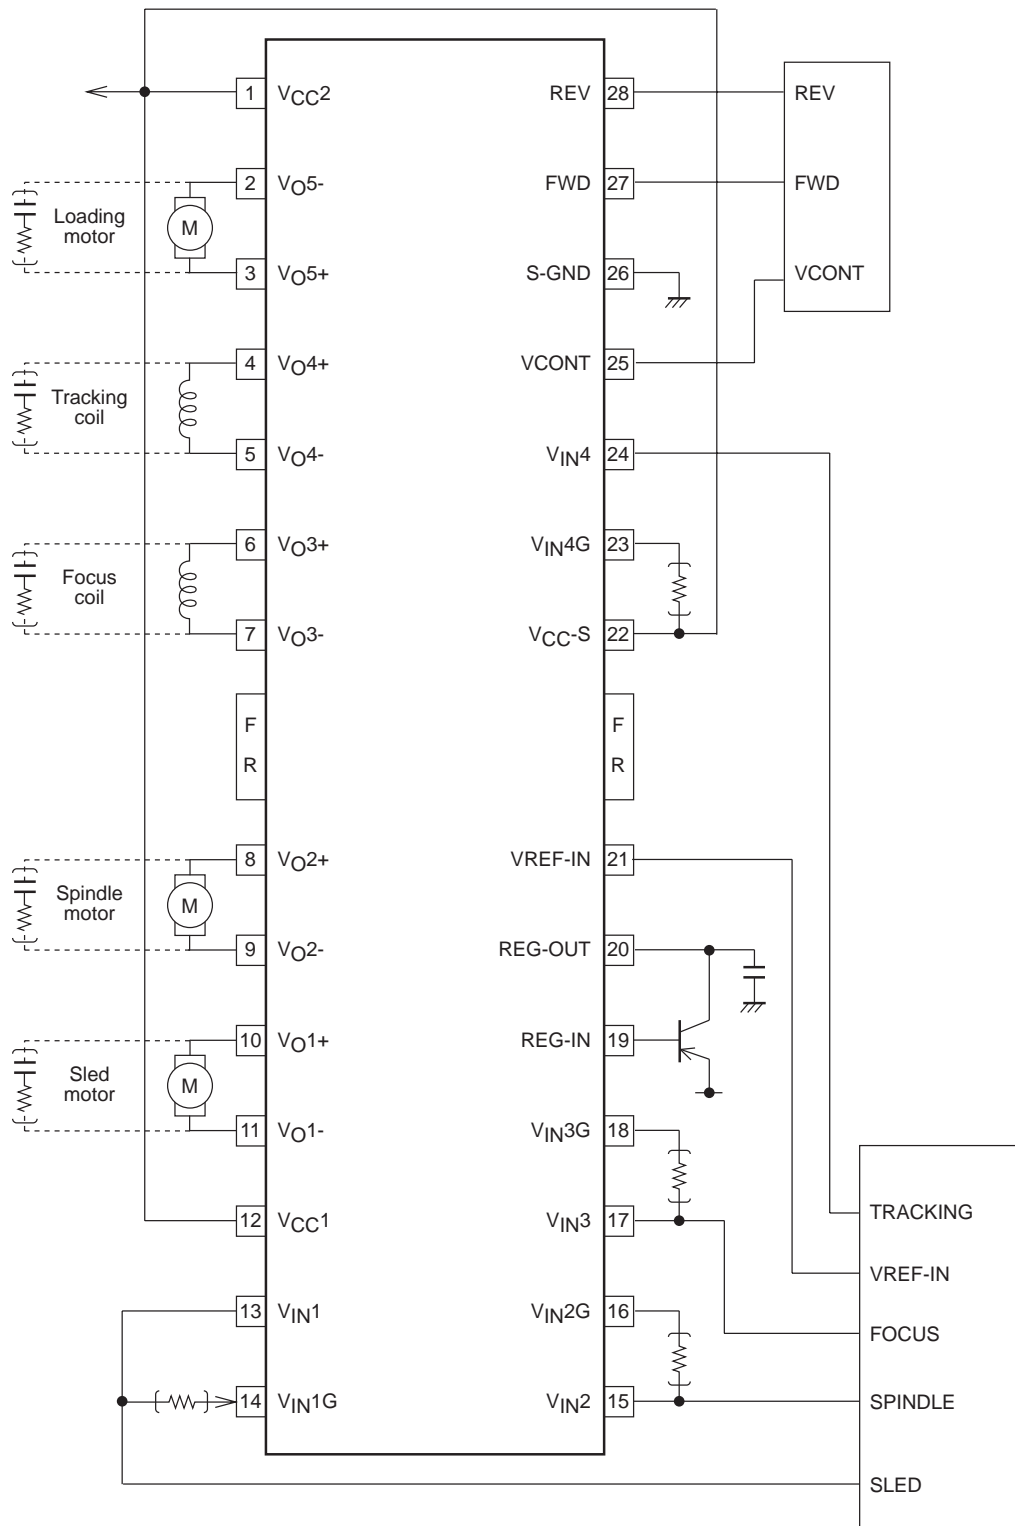 1 VCC2 REV 28 REV
2 VO5- FWD 27 FWD
Loading
motor
M
3 VO5+ S-GND 26 VCONT
4 VO4+ VCONT 25
Tracking
coil
5 VO4- VIN4 24
6 VO3+ VIN4G 23
Focus
coil
7 VO3- VCC-S 22
F F
R R
8 VO2+ VREF-IN 21
Spindle
motor
M
9 VO2- REG-OUT 20
10 VO1+ REG-IN 19
Sled
motor
M
11 VO1- VIN3G 18
12 VCC1 VIN3 17 TRACKING
VREF-IN
13 VIN1 VIN2G 16 FOCUS
14 VIN1G VIN2 15 SPINDLE
SLED